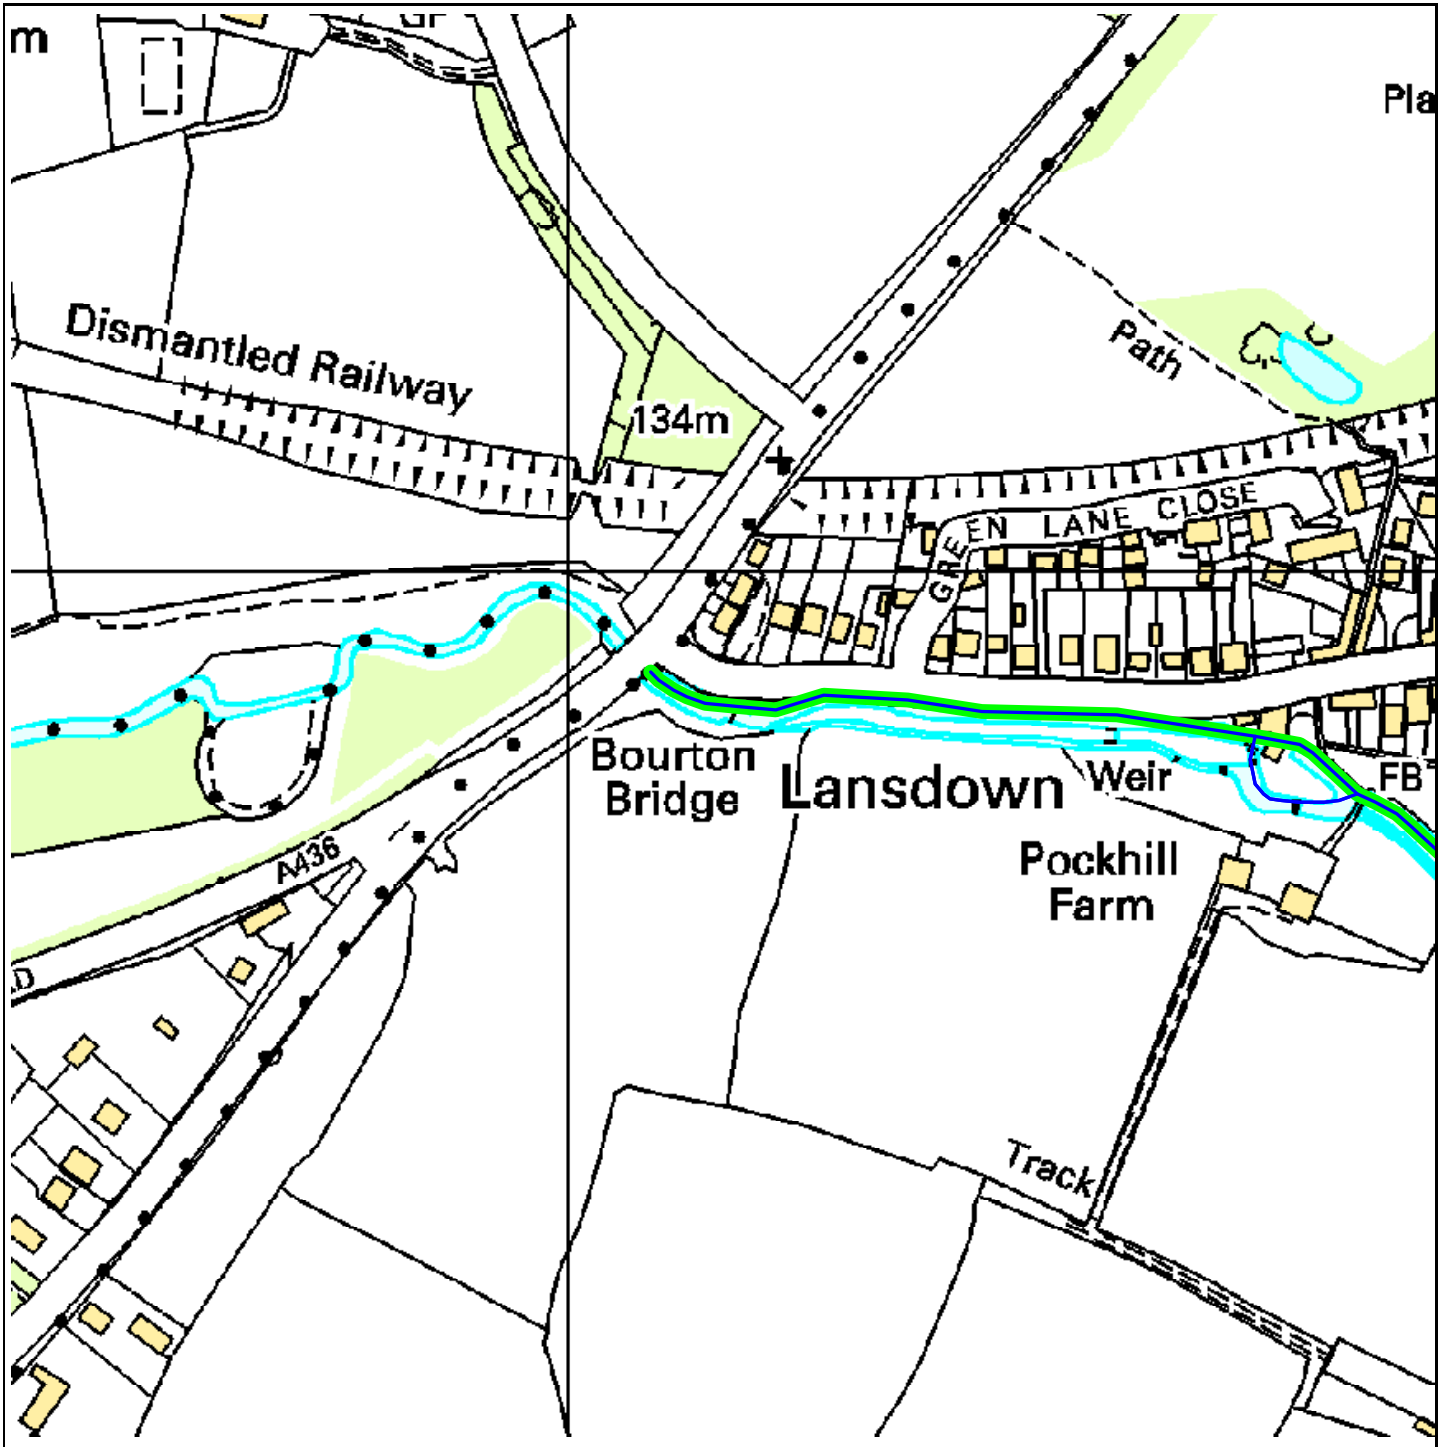 m
Pla
Dismantled Railway
Path
134m
GREEN LANE CLOSE
Bourton
Bridge
Lansdown
Weir
FB
A436
Pockhill
Farm
Track